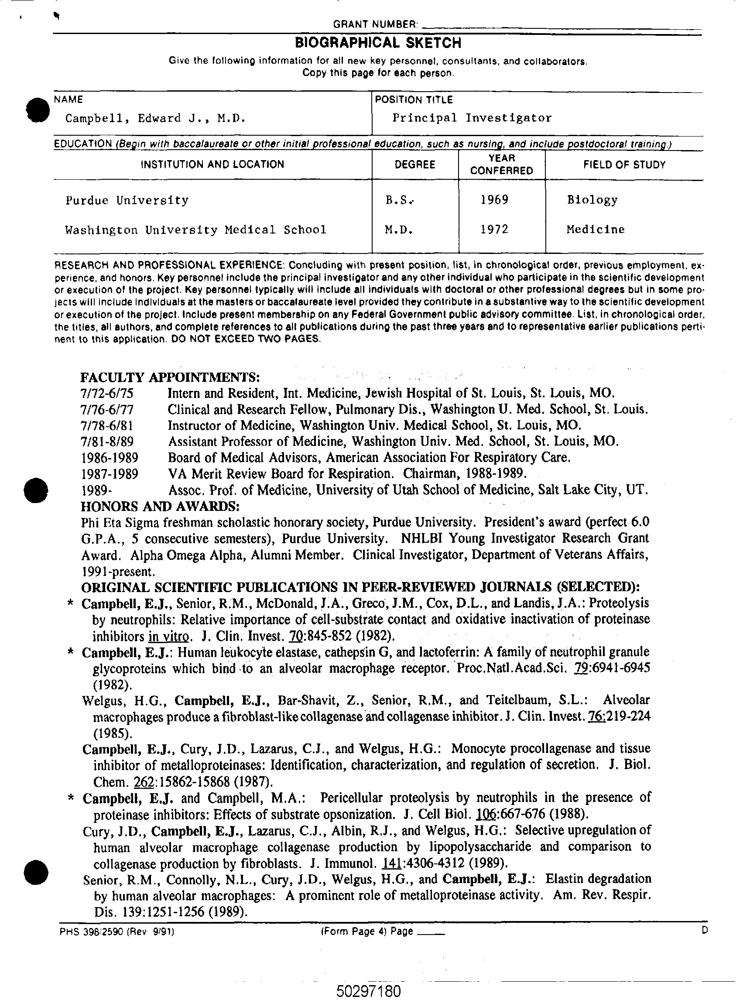 GRANT NUMBER:
BIOGRAPHICAL SKETCH
Give the following information for all new key personnel, consultants, and collaborators.
Copy this page for each person.
NAME
POSITION TITLE
Campbell, Edward J., M.D.
Principal Investigator
EDUCATION (Begin with baccalaureate or other initial professional education, such as nursing, and include postdoctoral training.)
INSTITUTION AND LOCATION
DEGREE
YEAR
CONFERRED
FIELD OF STUDY
Purdue University
B.S.
1969
Biology
Washington University Medical School
M.D.
1972
Medicine
RESEARCH AND PROFESSIONAL EXPERIENCE: Concluding with present position, list, in chronological order, previous employment, ex-
perience, and honors. Key personnel include the principal investigator and any other individual who participate in the scientific development
or execution of the project. Key personnel typically will include all individuals with doctoral or other professional degrees but in some pro-
jects will include individuals at the masters or baccalaureate level provided they contribute in a substantive way to the scientific development
or execution of the project. Include present membership on any Federal Government public advisory committee. List, in chronological order,
the titles, all authors, and complete references to all publications during the past three years and to representative earlier publications perti-
nent to this application. DO NOT EXCEED TWO PAGES.
FACULTY APPOINTMENTS:
7/72-6/75 Intern and Resident, Int. Medicine, Jewish Hospital of St. Louis, St. Louis, MO.
7/76-6/77 Clinical and Research Fellow, Pulmonary Dis., Washington U. Med. School, St. Louis.
7/78-6/81 Instructor of Medicine, Washington Univ. Medical School, St. Louis, MO.
7/81-8/89 Assistant Professor of Medicine, Washington Univ. Med. School, St. Louis, MO.
1986-1989 Board of Medical Advisors, American Association For Respiratory Care.
1987-1989 VA Merit Review Board for Respiration. Chairman, 1988-1989.
1989- Assoc. Prof. of Medicine, University of Utah School of Medicine, Salt Lake City, UT.
HONORS AND AWARDS:
Phi Eta Sigma freshman scholastic honorary society, Purdue University. President's award (perfect 6.0
G.P.A., 5 consecutive semesters), Purdue University. NHLBI Young Investigator Research Grant
Award. Alpha Omega Alpha, Alumni Member. Clinical Investigator, Department of Veterans Affairs,
1991-present.
ORIGINAL SCIENTIFIC PUBLICATIONS IN PEER-REVIEWED JOURNALS (SELECTED):
* Campbell, E.J., Senior, R.M., McDonald, J.A., Greco, J.M., Cox, D.L., and Landis, J.A.: Proteolysis
by neutrophils: Relative importance of cell-substrate contact and oxidative inactivation of proteinase
inhibitors in vitro. J. Clin. Invest. 70:845-852 (1982).
* Campbell, E.J.: Human leukocyte elastase, cathepsin G, and lactoferrin: A family of neutrophil granule
glycoproteins which bind to an alveolar macrophage receptor. Proc.Natl.Acad.Sci. 79:6941-6945
(1982).
Welgus, H.G., Campbell, E.J., Bar-Shavit, Z., Senior, R.M., and Teitelbaum, S.L.: Alveolar
macrophages produce a fibroblast-like collagenase and collagenase inhibitor. J. Clin. Invest. 76:219-224
(1985).
Campbell, E.J., Cury, J.D., Lazarus, C.J., and Welgus, H.G.: Monocyte procollagenase and tissue
inhibitor of metalloproteinases: Identification, characterization, and regulation of secretion. J. Biol.
Chem. 262:15862-15868 (1987).
* Campbell, E.J. and Campbell, M.A.: Pericellular proteolysis by neutrophils in the presence of
proteinase inhibitors: Effects of substrate opsonization. J. Cell Biol. 106:667-676 (1988).
Cury, J.D., Campbell, E.J., Lazarus, C.J., Albin, R.J., and Welgus, H.G.: Selective upregulation of
human alveolar macrophage collagenase production by lipopolysaccharide and comparison to
collagenase production by fibroblasts. J. Immunol. 141:4306-4312 (1989).
Senior, R.M., Connolly, N.L., Cury, J.D., Welgus, H.G., and Campbell, E.J.: Elastin degradation
by human alveolar macrophages: A prominent role of metalloproteinase activity. Am. Rev. Respir.
Dis. 139:1251-1256 (1989).
PHS 398/2590 (Rev 9/91)
(Form Page 4) Page
D
50297180